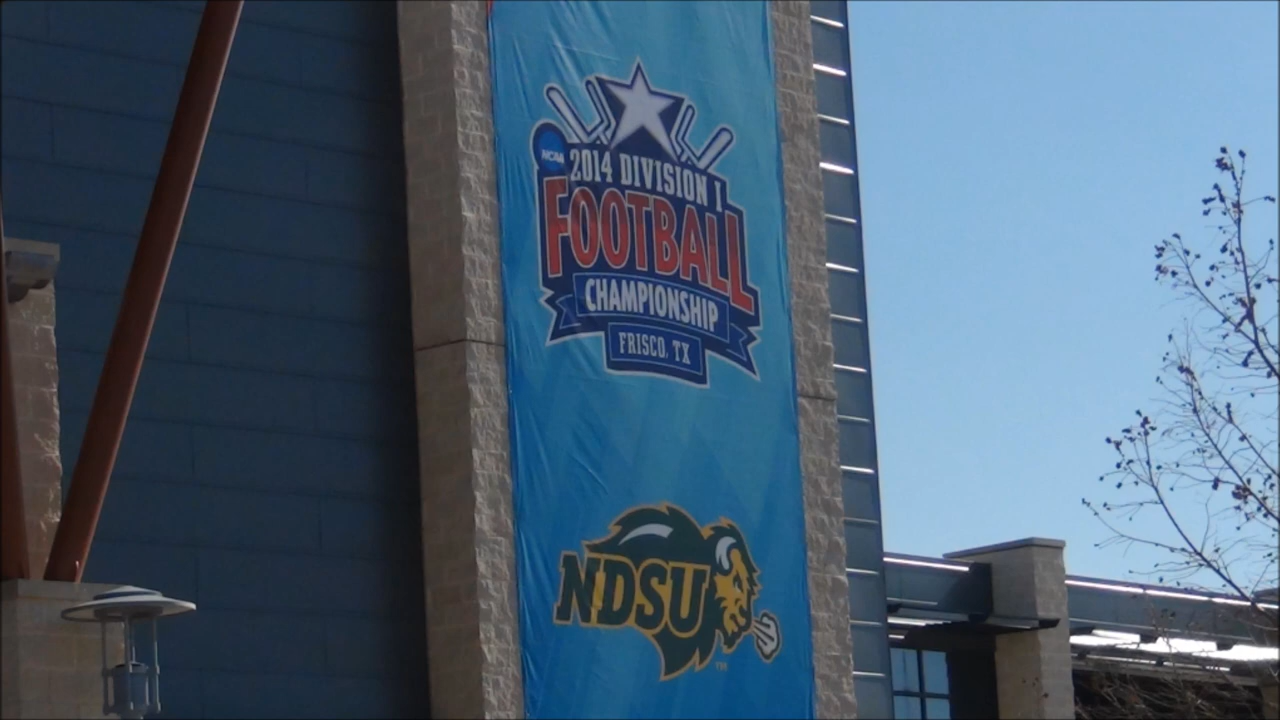 NCAA
2014 DIVISION I
FOOTBALL
CHAMPIONSHIP
FRISCO, TX
NDSU
TM